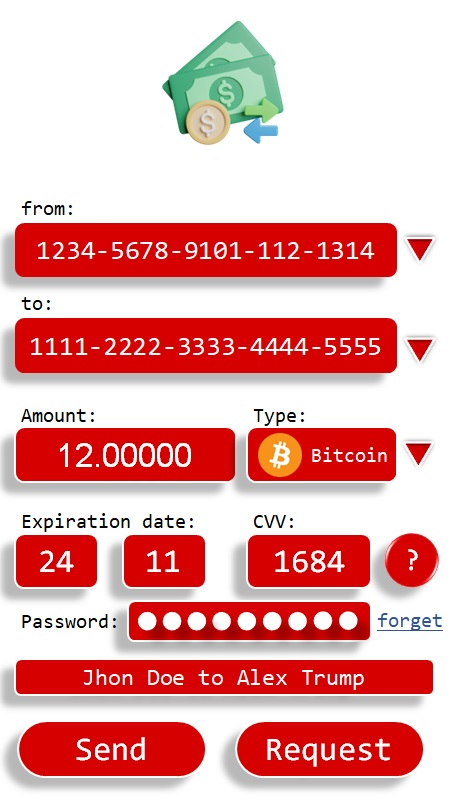 from:
1234-5678-9101-112-1314
to:
1111-2222-3333-4444-5555
Amount: Type:
12.00000 Bitcoin
Expiration date: CVV:
24 11 1684 ?
Password: forget
Jhon Doe to Alex Trump
Send Request